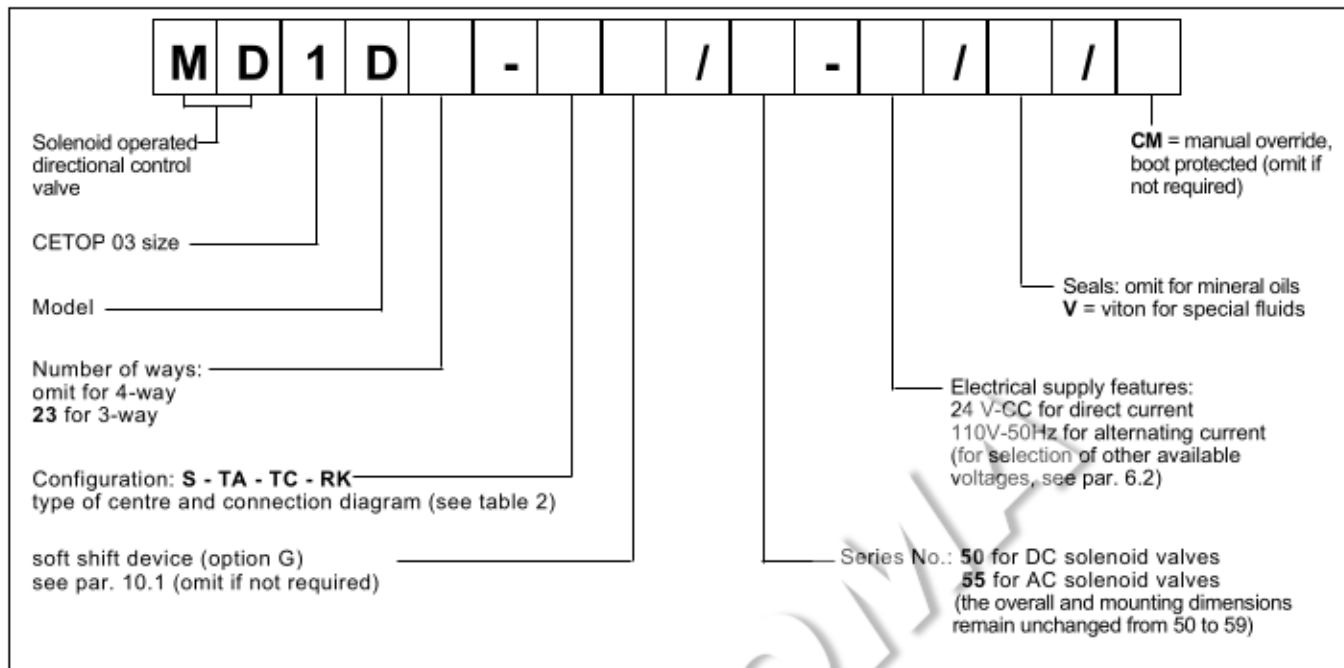 M D 1 D - / - / /
Solenoid operated
directional control
valve
CETOP 03 size
Model
Number of ways:
omit for 4-way
23 for 3-way
Configuration: S - TA - TC - RK
type of centre and connection diagram (see table 2)
soft shift device (option G)
see par. 10.1 (omit if not required)
CM = manual override,
boot protected (omit if
not required)
Seals: omit for mineral oils
V = viton for special fluids
Electrical supply features:
24 V-CC for direct current
110V-50Hz for alternating current
(for selection of other available
voltages, see par. 6.2)
Series No.: 50 for DC solenoid valves
55 for AC solenoid valves
(the overall and mounting dimensions
remain unchanged from 50 to 59)